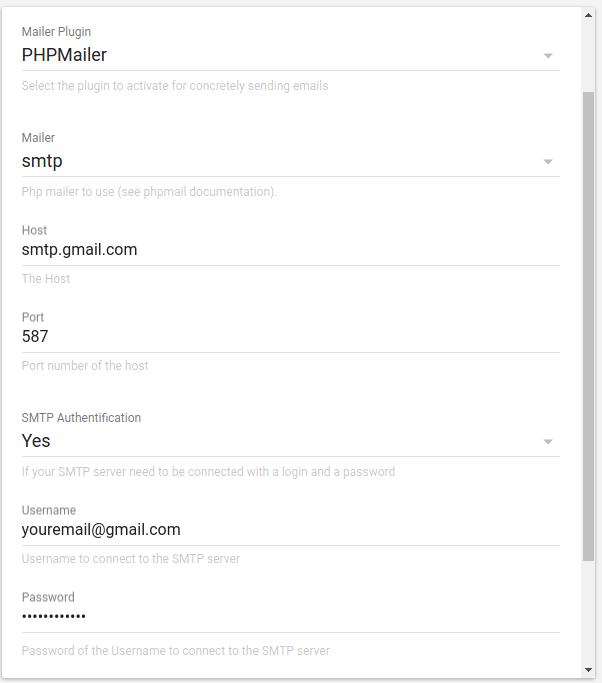 Mailer Plugin
PHPMailer
Select the plugin to activate for concretely sending emails
Mailer
smtp
Php mailer to use (see phpmail documentation).
Host
smtp.gmail.com
The Host
Port
587
Port number of the host
SMTP Authentification
Yes
If your SMTP server need to be connected with a login and a password
Username
youremail@gmail.com
Username to connect to the SMTP server
Password
••••••••••••
Password of the Username to connect to the SMTP server